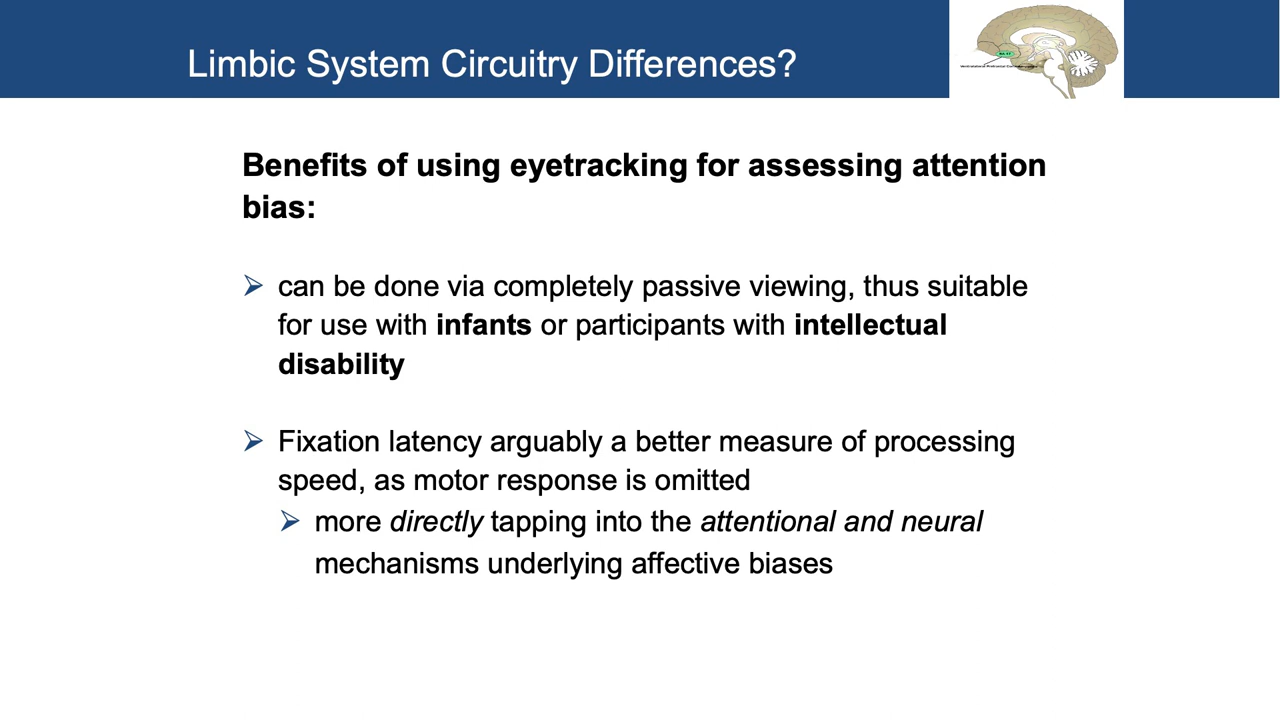 Limbic System Circuitry Differences?
Benefits of using eyetracking for assessing attention
bias:
➢ can be done via completely passive viewing, thus suitable
for use with infants or participants with intellectual
disability
➢ Fixation latency arguably a better measure of processing
speed, as motor response is omitted
➢ more directly tapping into the attentional and neural
mechanisms underlying affective biases